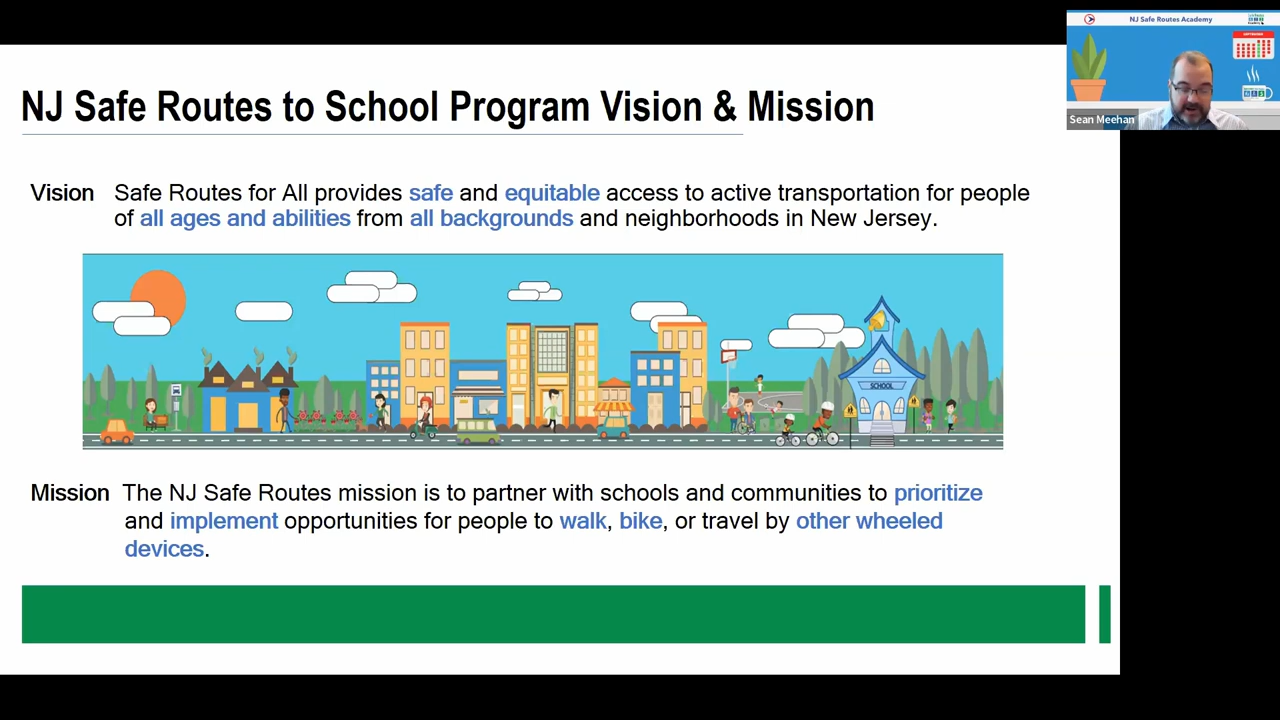 NJ Safe Routes Academy
Sean Meehan
NJ Safe Routes to School Program Vision & Mission
Vision Safe Routes for All provides safe and equitable access to active transportation for people
of all ages and abilities from all backgrounds and neighborhoods in New Jersey.
SCHOOL
Mission The NJ Safe Routes mission is to partner with schools and communities to prioritize
and implement opportunities for people to walk, bike, or travel by other wheeled
devices.